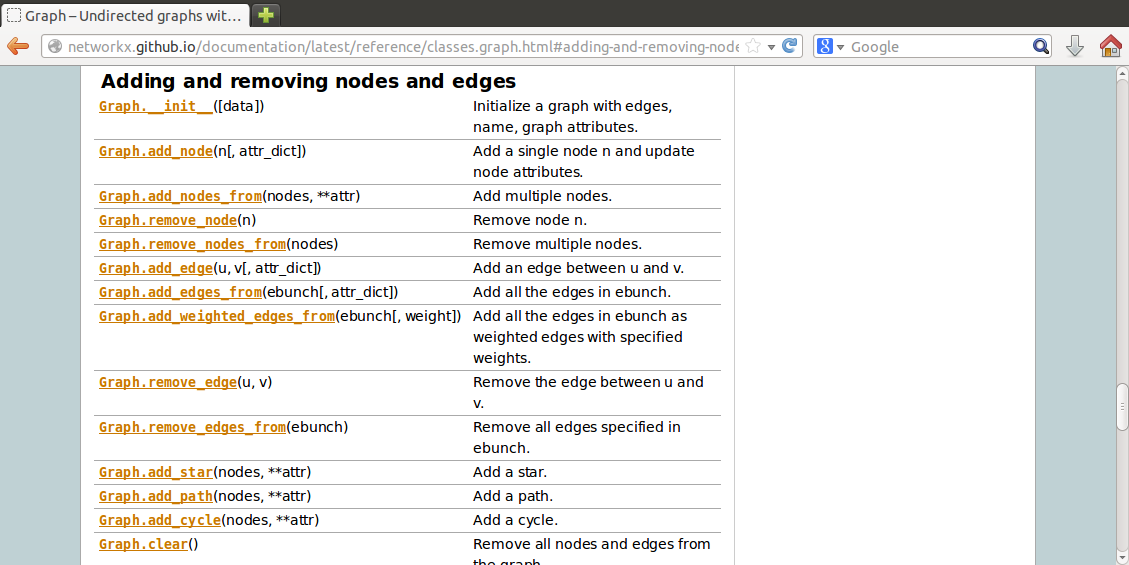 Graph – Undirected graphs wit...
networkx.github.io/documentation/latest/reference/classes.graph.html#adding-and-removing-node
8 Google
Adding and removing nodes and edges
Graph.__init__([data]) Initialize a graph with edges,
name, graph attributes.
Graph.add_node(n[, attr_dict]) Add a single node n and update
node attributes.
Graph.add_nodes_from(nodes, **attr) Add multiple nodes.
Graph.remove_node(n) Remove node n.
Graph.remove_nodes_from(nodes) Remove multiple nodes.
Graph.add_edge(u, v[, attr_dict]) Add an edge between u and v.
Graph.add_edges_from(ebunch[, attr_dict]) Add all the edges in ebunch.
Graph.add_weighted_edges_from(ebunch[, weight]) Add all the edges in ebunch as
weighted edges with specified
weights.
Graph.remove_edge(u, v) Remove the edge between u and
v.
Graph.remove_edges_from(ebunch) Remove all edges specified in
ebunch.
Graph.add_star(nodes, **attr) Add a star.
Graph.add_path(nodes, **attr) Add a path.
Graph.add_cycle(nodes, **attr) Add a cycle.
Graph.clear() Remove all nodes and edges from
the graph